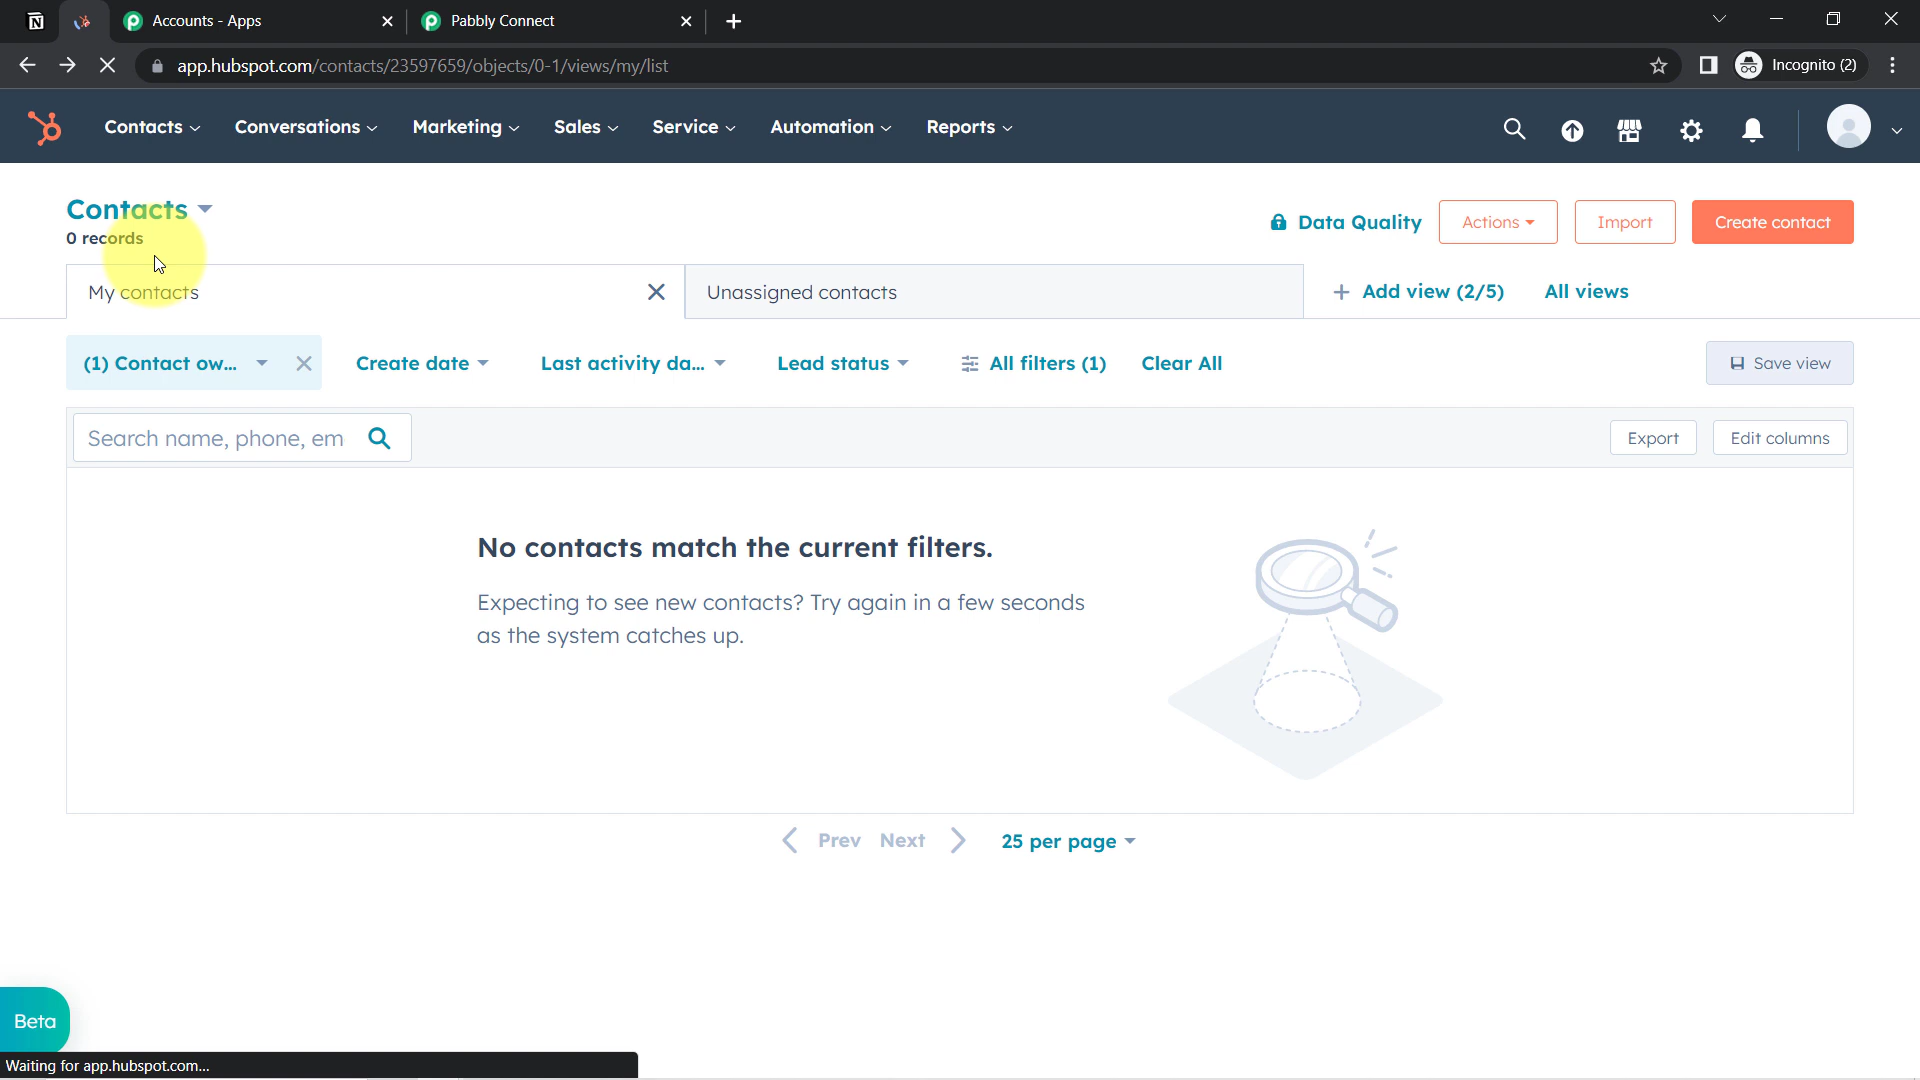 Accounts - Apps
Pabbly Connect
app.hubspot.com/contacts/23597659/objects/0-1/views/my/list
Incognito (2)
Contacts
Conversations
Marketing
Sales
Service
Automation
Reports
Contacts
0 records
Data Quality
Actions
Import
Create contact
My contacts
Unassigned contacts
+ Add view (2/5)
All views
(1) Contact ow...
Create date
Last activity da...
Lead status
All filters (1)
Clear All
Save view
Search name, phone, em
Export
Edit columns
No contacts match the current filters.
Expecting to see new contacts? Try again in a few seconds
as the system catches up.
Prev
Next
25 per page
Beta
Waiting for app.hubspot.com...